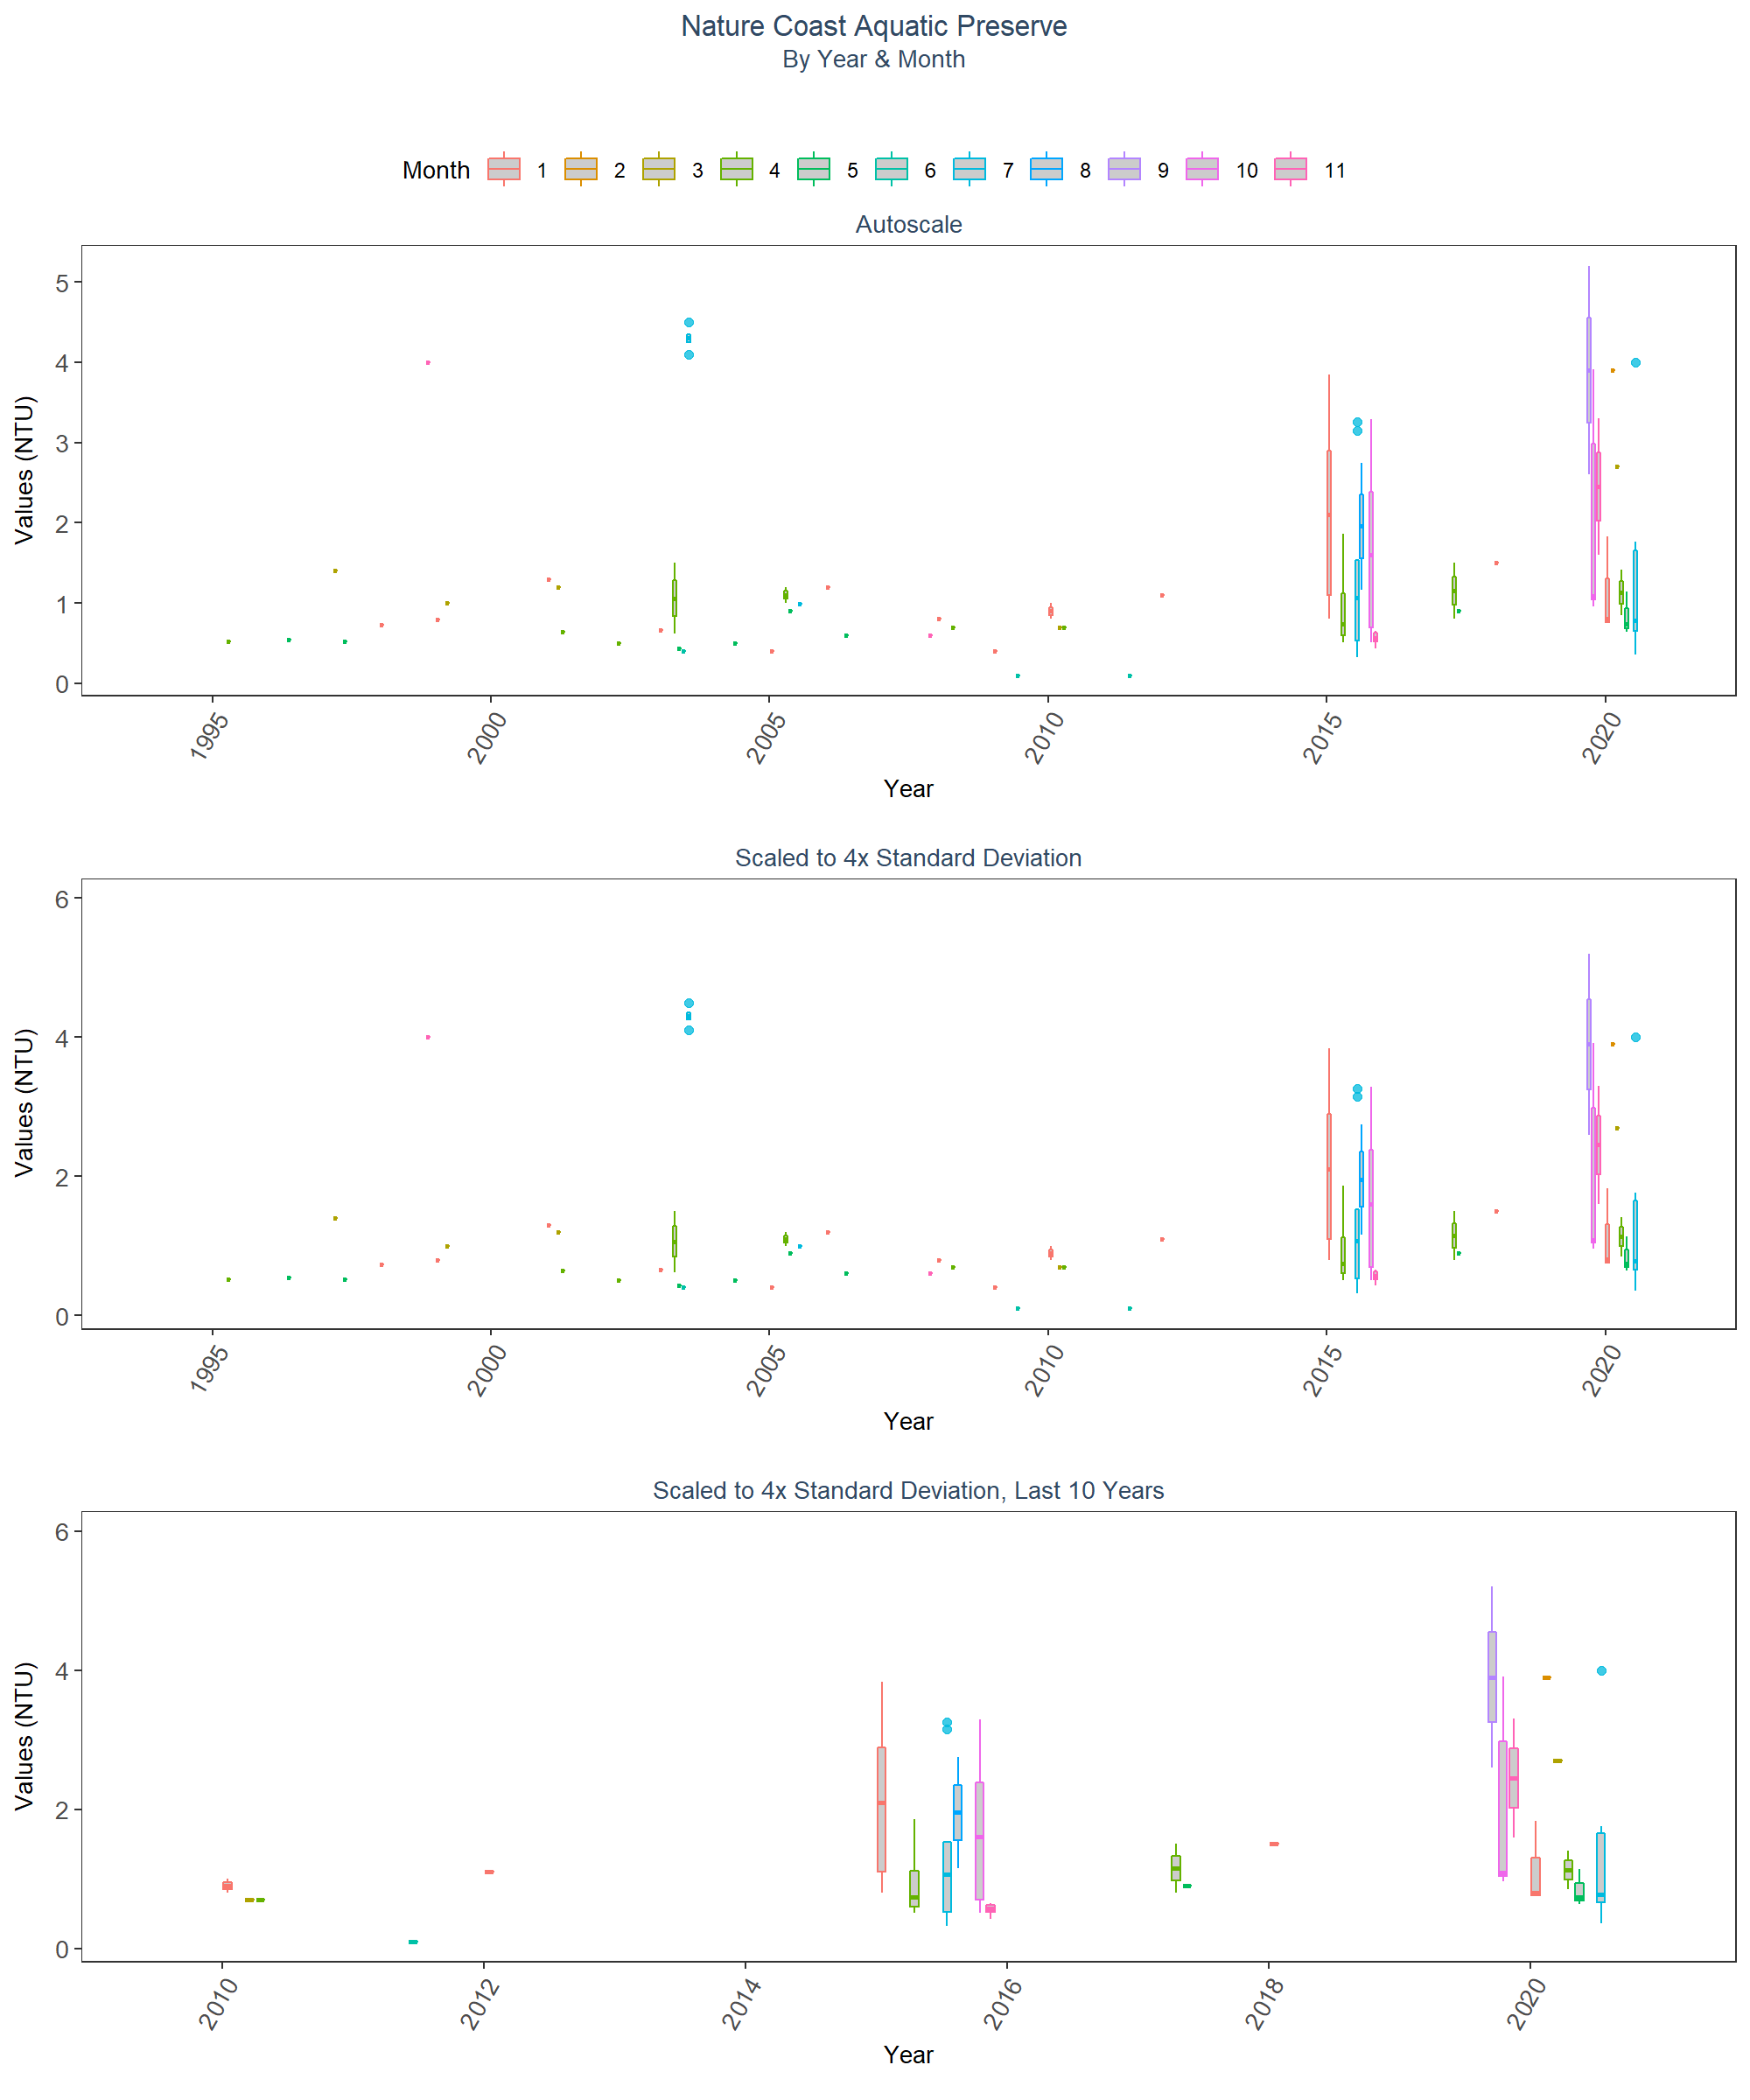 Nature Coast Aquatic Preserve
By Year & Month
Month 1 2 3 4 5 6 7 8 9 10 11
Autoscale
Values (NTU)
5
4
3
2
1
0
1995 2000 2005 2010 2015 2020
Year
Scaled to 4x Standard Deviation
Values (NTU)
6
4
2
0
1995 2000 2005 2010 2015 2020
Year
Scaled to 4x Standard Deviation, Last 10 Years
Values (NTU)
6
4
2
0
2010 2012 2014 2016 2018 2020
Year